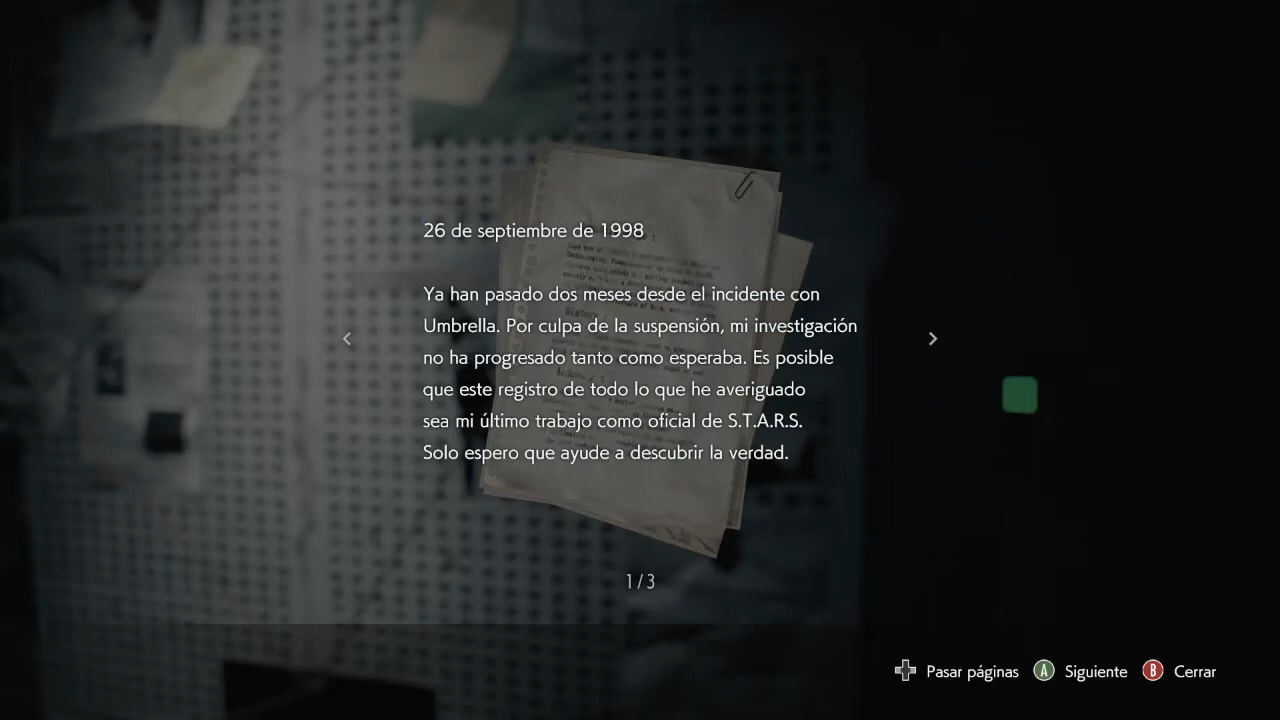 26 de septiembre de 1998
Ya han pasado dos meses desde el incidente con
Umbrella. Por culpa de la suspensión, mi investigación
no ha progresado tanto como esperaba. Es posible
que este registro de todo lo que he averiguado
sea mi último trabajo como oficial de S.T.A.R.S.
Solo espero que ayude a descubrir la verdad.
1/3
Pasar páginas A Siguiente B Cerrar